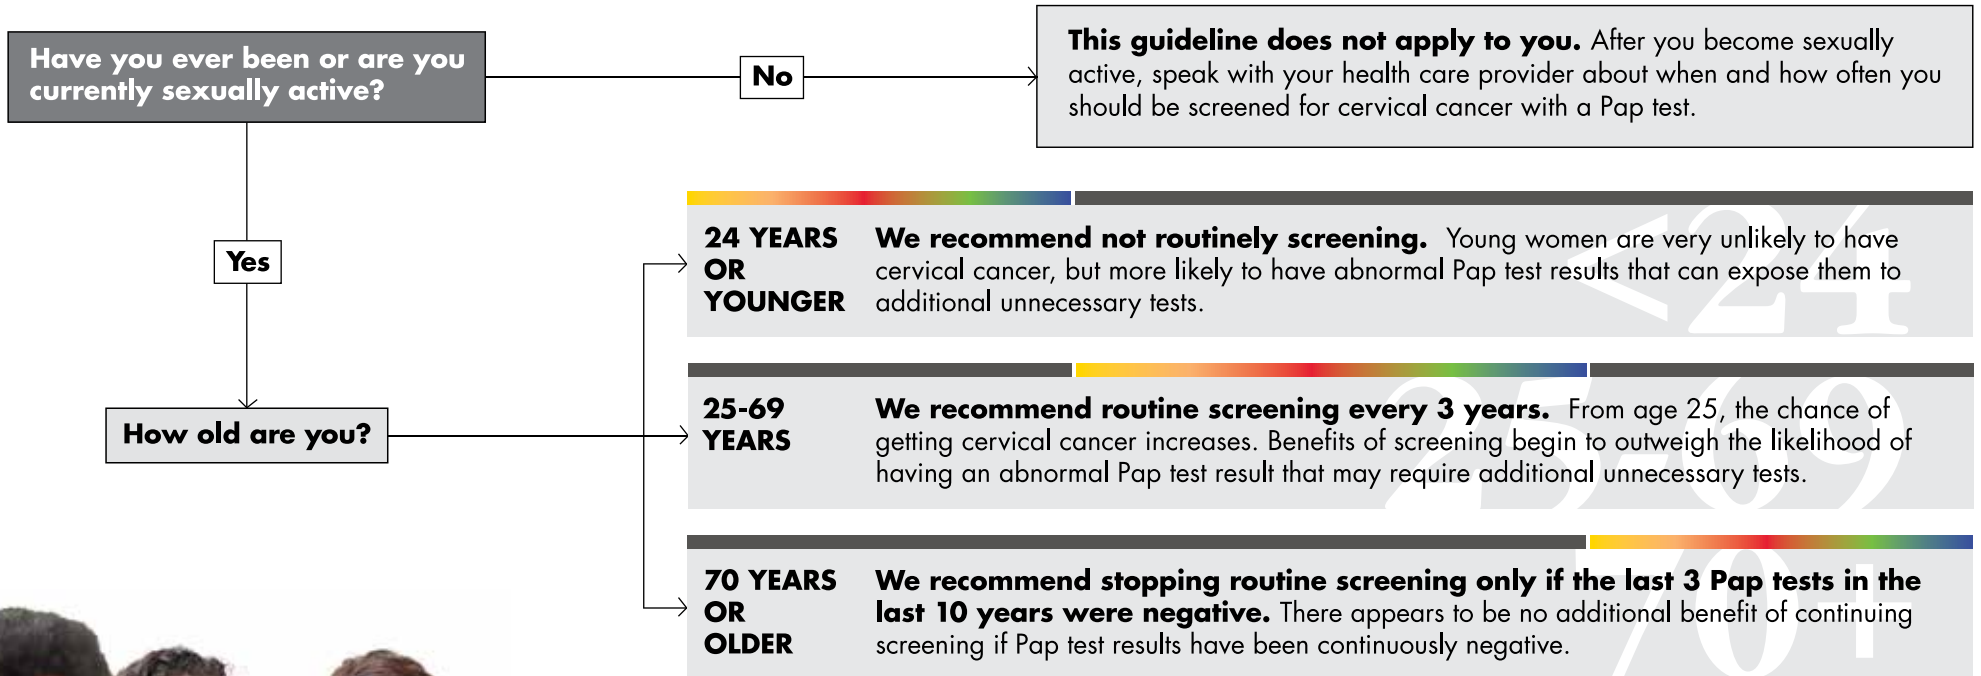 Have you ever been or are you
currently sexually active?
No
This guideline does not apply to you. After you become sexually
active, speak with your health care provider about when and how often you
should be screened for cervical cancer with a Pap test.
Yes
How old are you?
<24
24 YEARS
OR
YOUNGER
We recommend not routinely screening. Young women are very unlikely to have
cervical cancer, but more likely to have abnormal Pap test results that can expose them to
additional unnecessary tests.
25-69
25-69
YEARS
We recommend routine screening every 3 years. From age 25, the chance of
getting cervical cancer increases. Benefits of screening begin to outweigh the likelihood of
having an abnormal Pap test result that may require additional unnecessary tests.
70+
70 YEARS
OR
OLDER
We recommend stopping routine screening only if the last 3 Pap tests in the
last 10 years were negative. There appears to be no additional benefit of continuing
screening if Pap test results have been continuously negative.